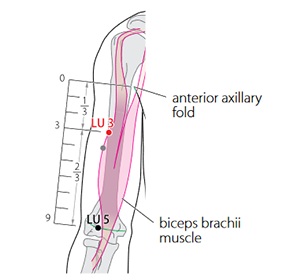 0
anterior axillary
fold
1/3
3
LU 3
2/3
9
LU 5
biceps brachii
muscle